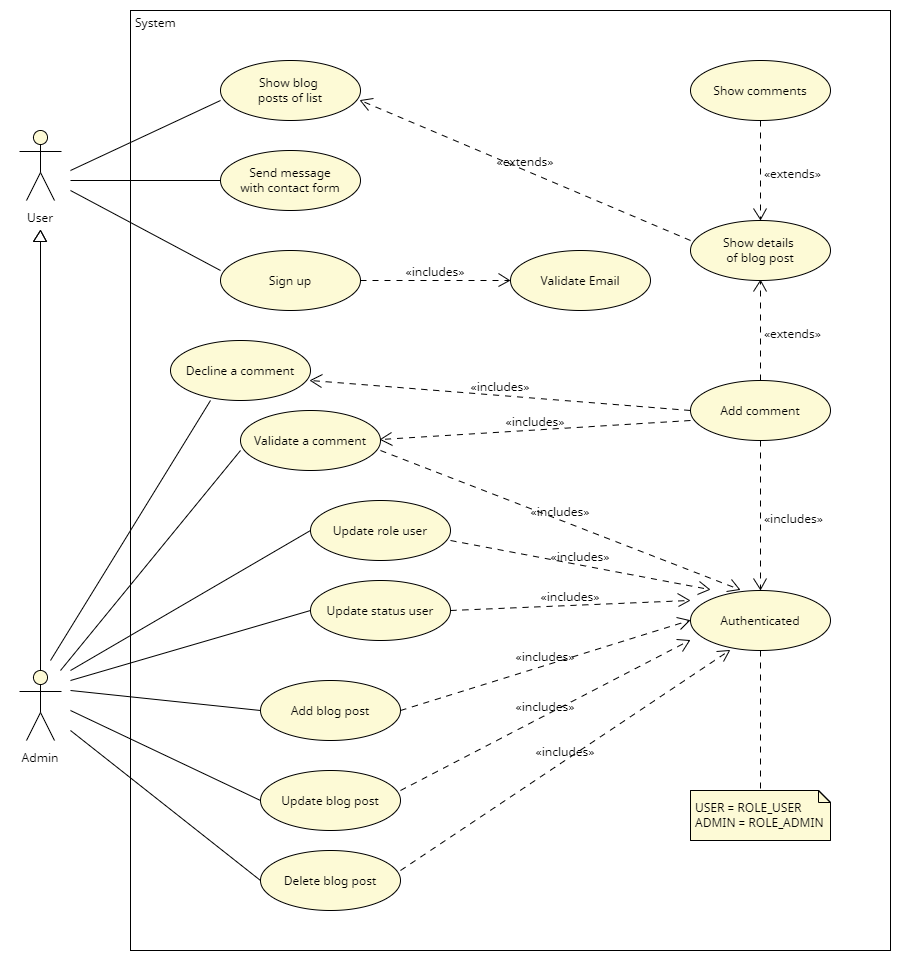 System
Show blog
posts of list
Show comments
«extends»
Send message
with contact form
«extends»
User
Show details
of blog post
Sign up
«includes»
Validate Email
«extends»
Decline a comment
«includes»
Add comment
«includes»
Validate a comment
«includes»
«includes»
Update role user
«includes»
«includes»
Update status user
Authenticated
«includes»
Add blog post
«includes»
«includes»
Admin
Update blog post
USER = ROLE_USER
ADMIN = ROLE_ADMIN
Delete blog post